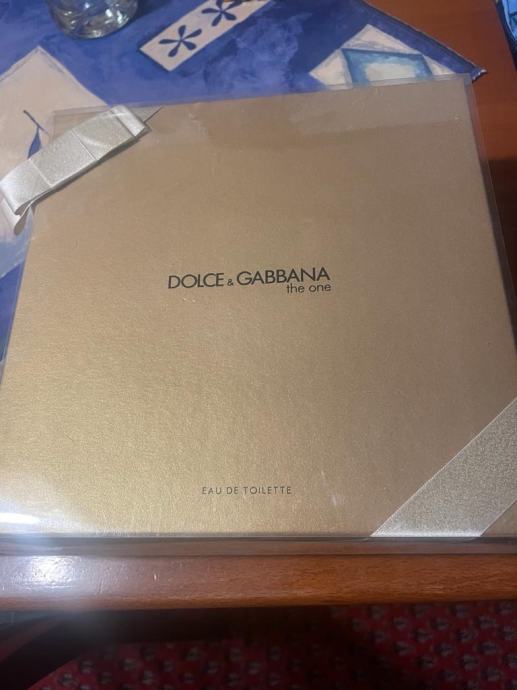 DOLCE & GABBANA
the one
EAU DE TOILETTE